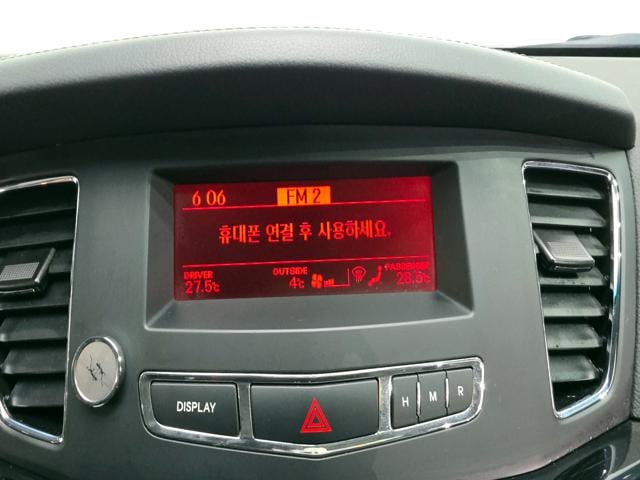 6 06 FM 2
휴대폰 연결 후 사용하세요.
DRIVER OUTSIDE PASSENGER
27.5℃ 4℃ 28.5℃
DISPLAY H M R